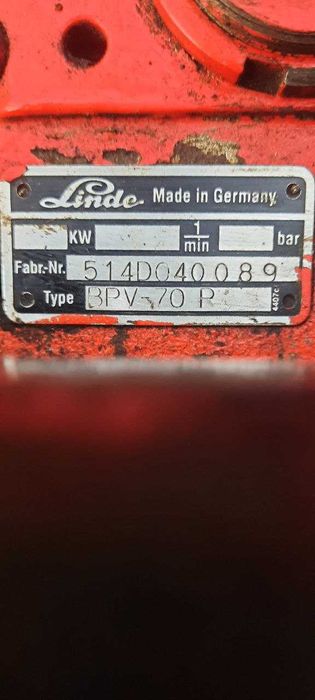 Linde Made in Germany
KW 1/min bar
Fabr.-Nr. 514D040089
Type BPV-70 R
4407c